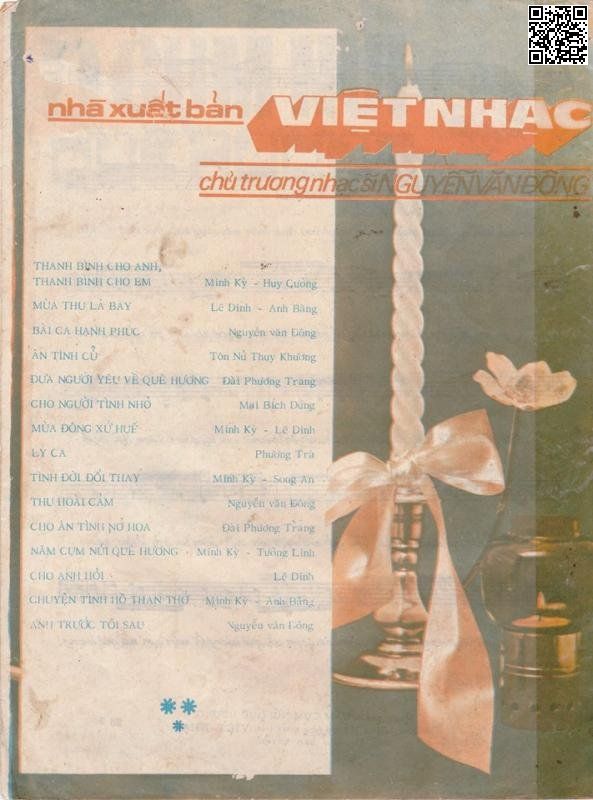 nhà xuất bản VIỆT NHẠC
chủ trương nhạc sĩ NGUYỄN VĂN ĐÔNG
THANH BÌNH CHO ANH,
THANH BÌNH CHO EM Minh Kỳ - Huy Cường
MÙA THU LÁ BAY Lê Dinh - Anh Bằng
BÀI CA HẠNH PHÚC Nguyễn văn Đông
ÂN TÌNH CŨ Tôn Nữ Thụy Khương
ĐƯA NGƯỜI YÊU VỀ QUÊ HƯƠNG Đài Phương Trang
CHO NGƯỜI TÌNH NHỎ Mai Bích Dung
MÙA ĐÔNG XỨ HUẾ Minh Kỳ - Lê Dinh
LÝ CA Phương Trà
TÌNH ĐỜI ĐỔI THAY Minh Kỳ - Song An
THU HOÀI CẢM Nguyễn văn Đông
CHO ÂN TÌNH NỞ HOA Đài Phương Trang
NĂM CỤM NÚI QUÊ HƯƠNG - Minh Kỳ - Tường Linh
CHO ANH HỎI Lê Dinh
CHUYỆN TÌNH HỒ THAN THỞ Minh Kỳ - Anh Bằng
ANH TRƯỚC TÔI SAU Nguyễn văn Đông